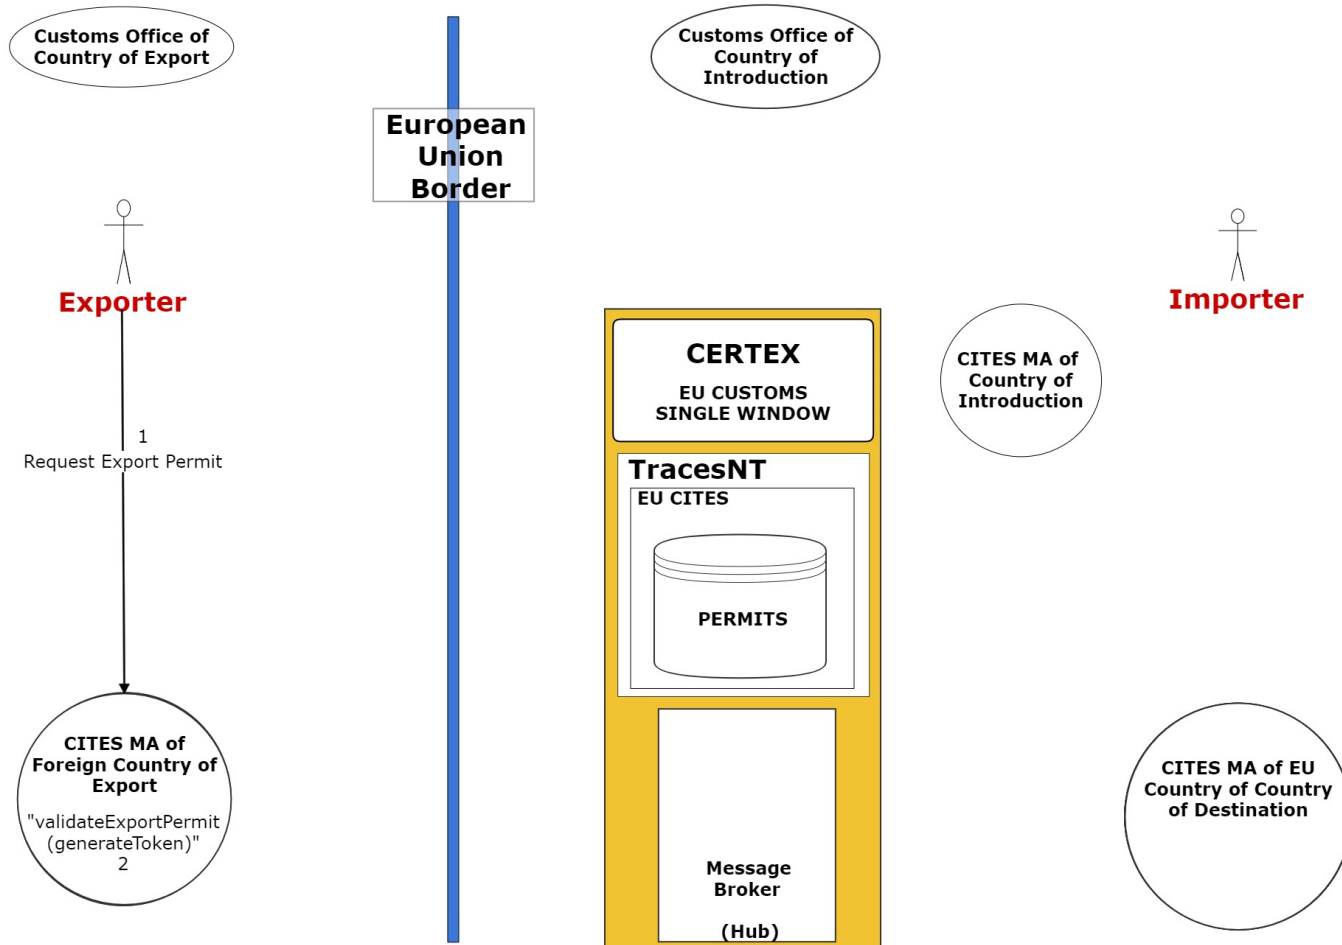 Customs Office of
Country of Export
Customs Office of
Country of
Introduction
European
Union
Border
Exporter
Importer
CERTEX
EU CUSTOMS
SINGLE WINDOW
CITES MA of
Country of
Introduction
1
Request Export Permit
TracesNT
EU CITES
PERMITS
CITES MA of
Foreign Country of
Export
"validateExportPermit
(generateToken)"
2
Message
Broker
(Hub)
CITES MA of EU
Country of Country
of Destination